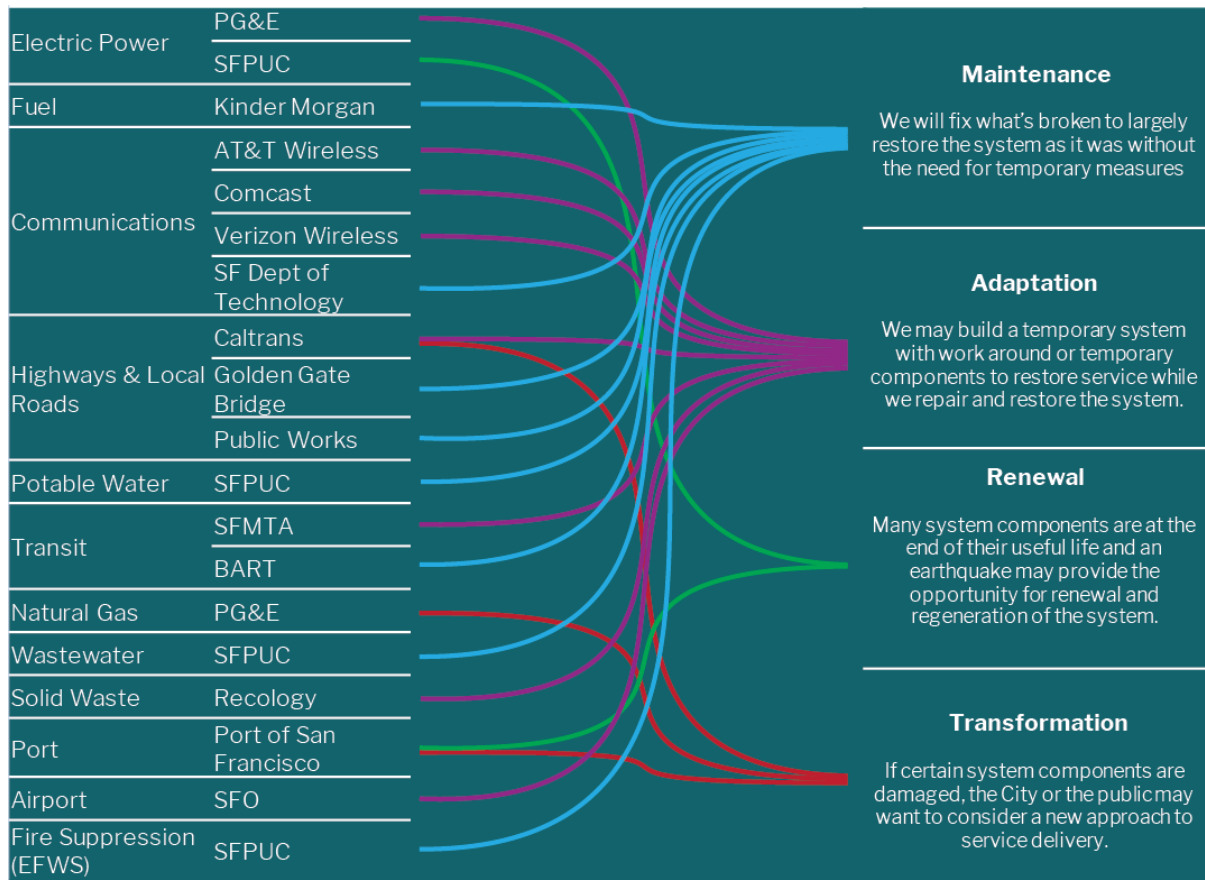 Electric Power
PG&E
SFPUC
Fuel
Kinder Morgan
Communications
AT&T Wireless
Comcast
Verizon Wireless
SF Dept of
Technology
Highways & Local
Roads
Caltrans
Golden Gate
Bridge
Public Works
Potable Water
SFPUC
Transit
SFMTA
BART
Natural Gas
PG&E
Wastewater
SFPUC
Solid Waste
Recology
Port
Port of San
Francisco
Airport
SFO
Fire Suppression
(EFWS)
SFPUC
Maintenance
We will fix what's broken to largely
restore the system as it was without
the need for temporary measures
Adaptation
We may build a temporary system
with work around or temporary
components to restore service while
we repair and restore the system.
Renewal
Many system components are at the
end of their useful life and an
earthquake may provide the
opportunity for renewal and
regeneration of the system.
Transformation
If certain system components are
damaged, the City or the public may
want to consider a new approach to
service delivery.